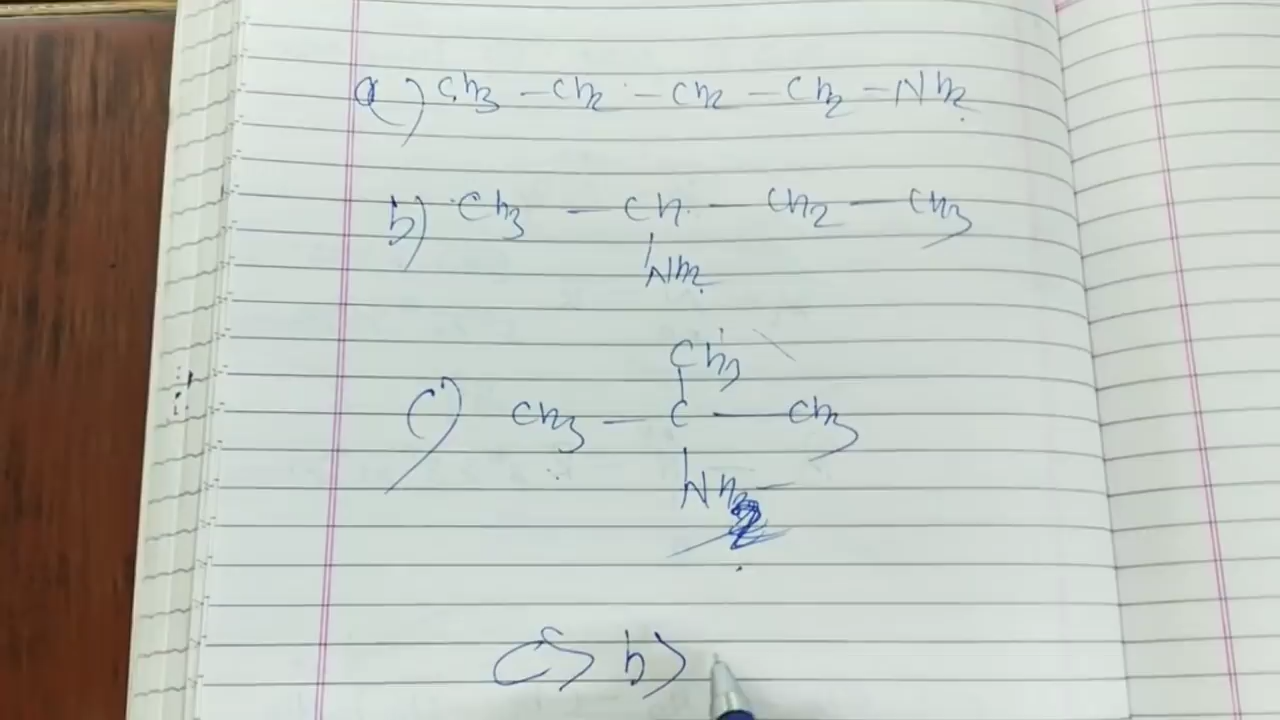 a) CH3 - CH2 - CH2 - CH2 - NH2
b) CH3 - CH - CH2 - CH3
NH2
CH3
c) CH3 - C - CH3
NH2
c > b >